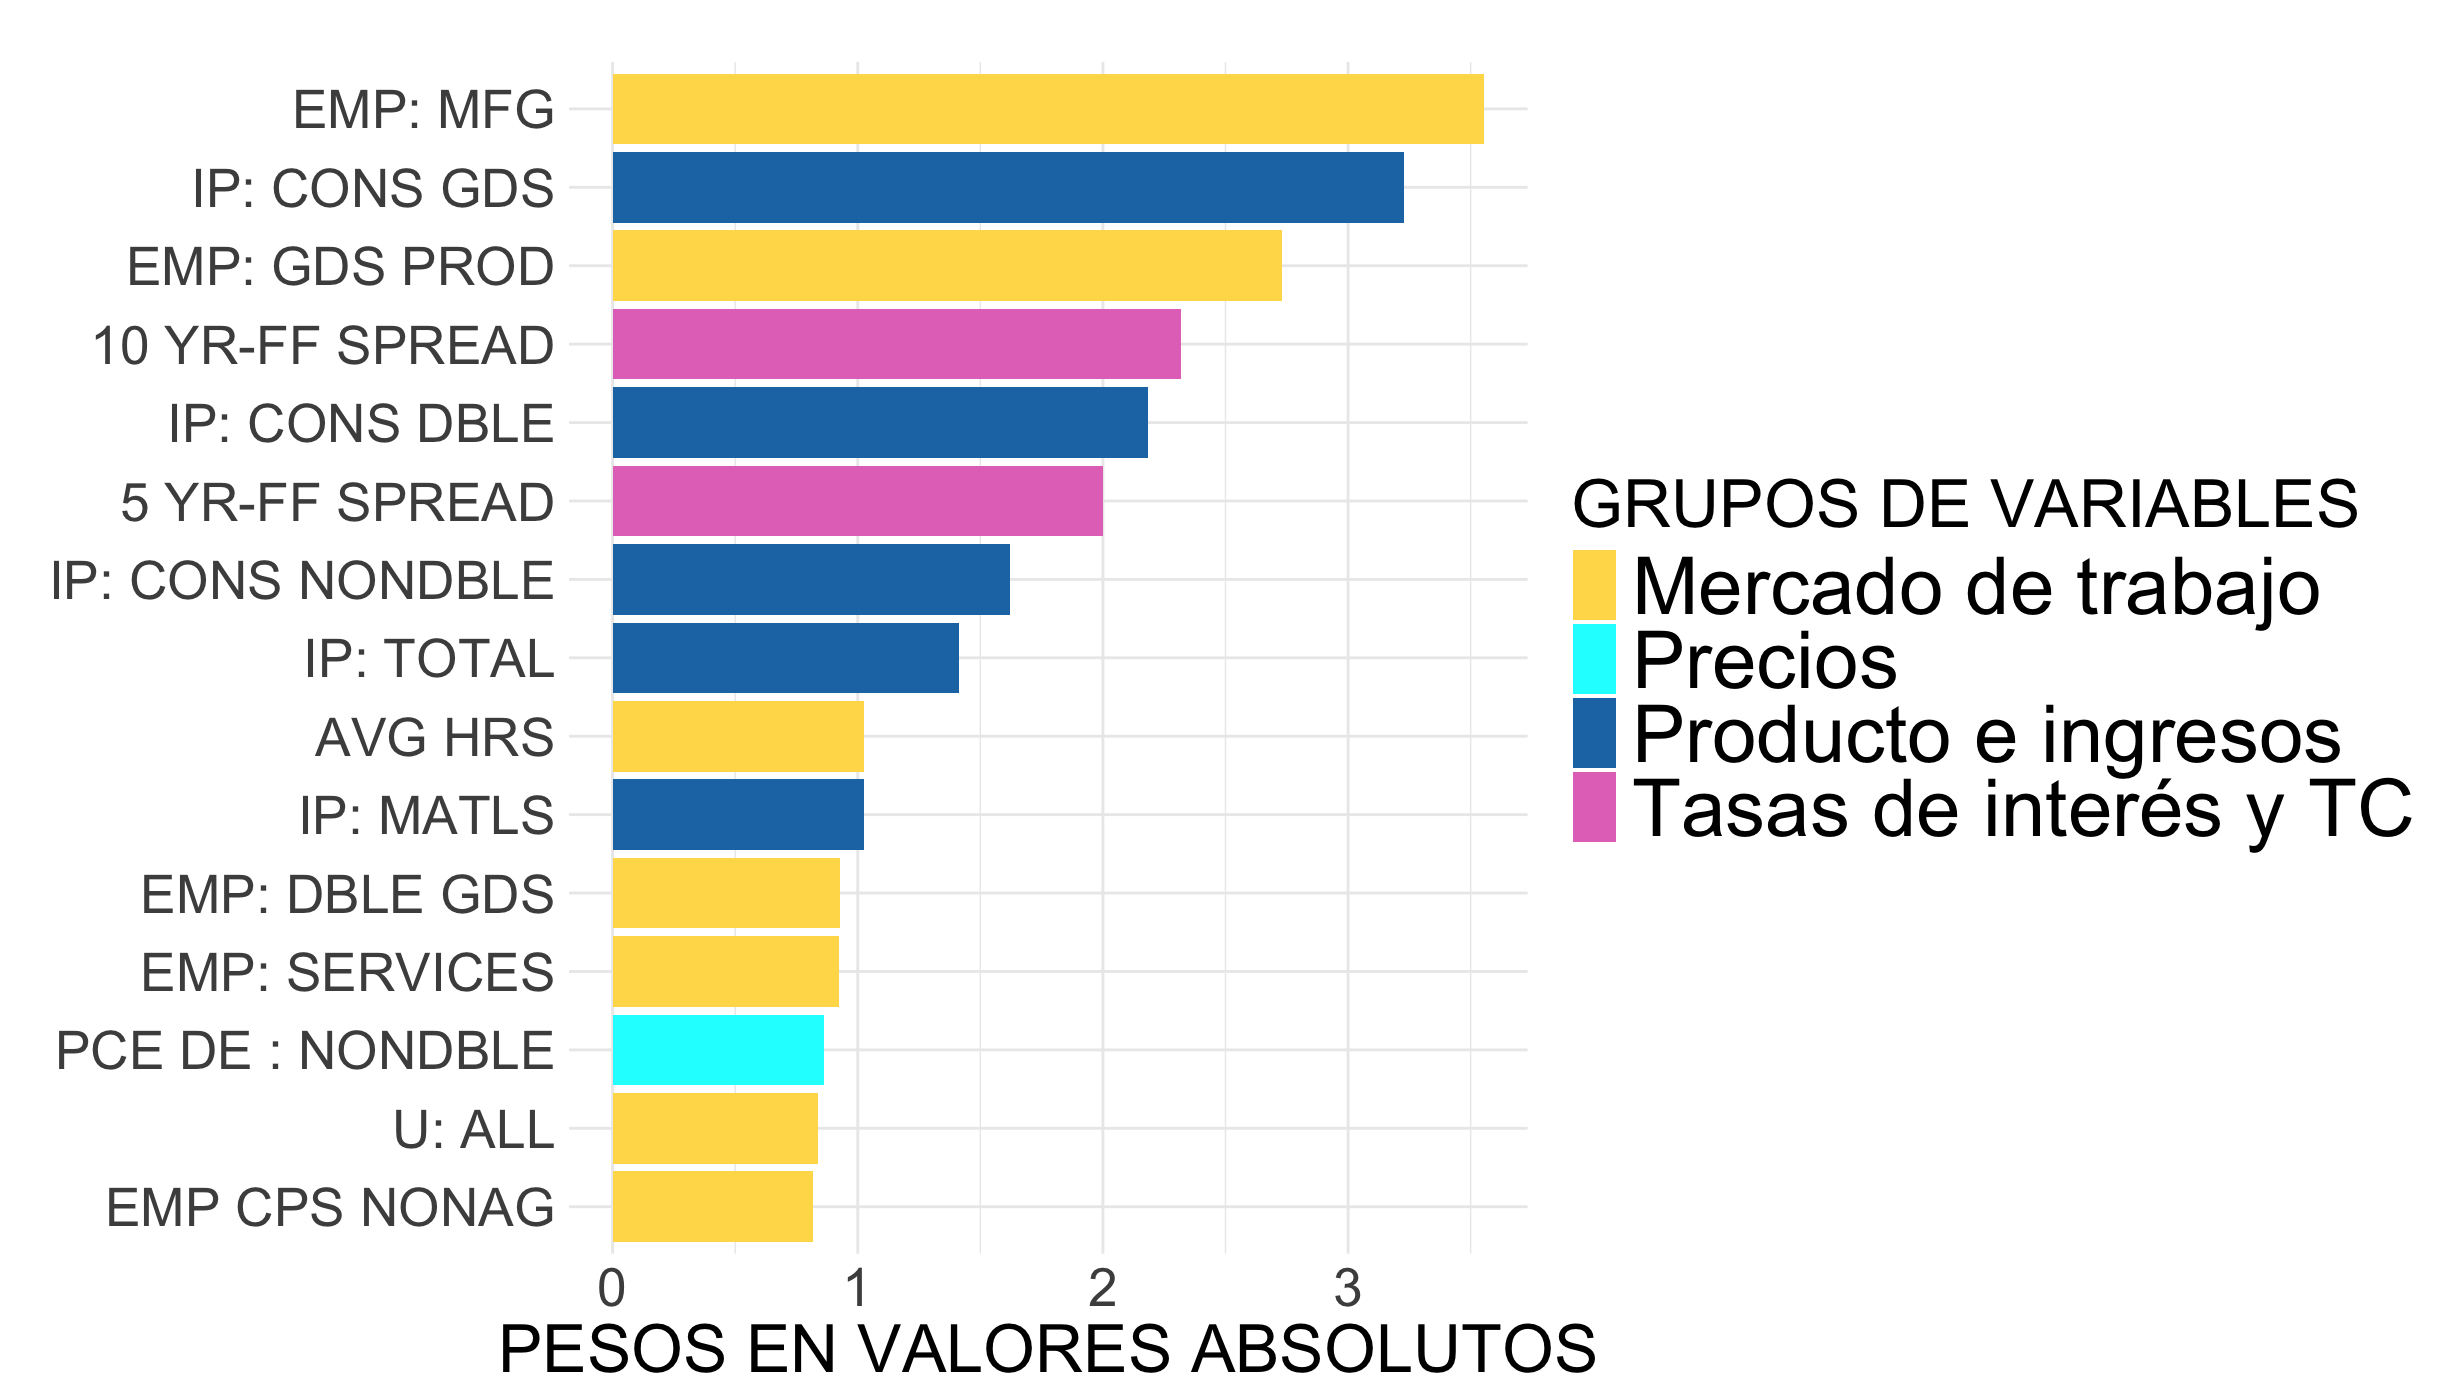 EMP: MFG
IP: CONS GDS
EMP: GDS PROD
10 YR-FF SPREAD
IP: CONS DBLE
5 YR-FF SPREAD
IP: CONS NONDBLE
IP: TOTAL
AVG HRS
IP: MATLS
EMP: DBLE GDS
EMP: SERVICES
PCE DE : NONDBLE
U: ALL
EMP CPS NONAG
0 1 2 3
PESOS EN VALORES ABSOLUTOS
GRUPOS DE VARIABLES
Mercado de trabajo
Precios
Producto e ingresos
Tasas de interés y TC